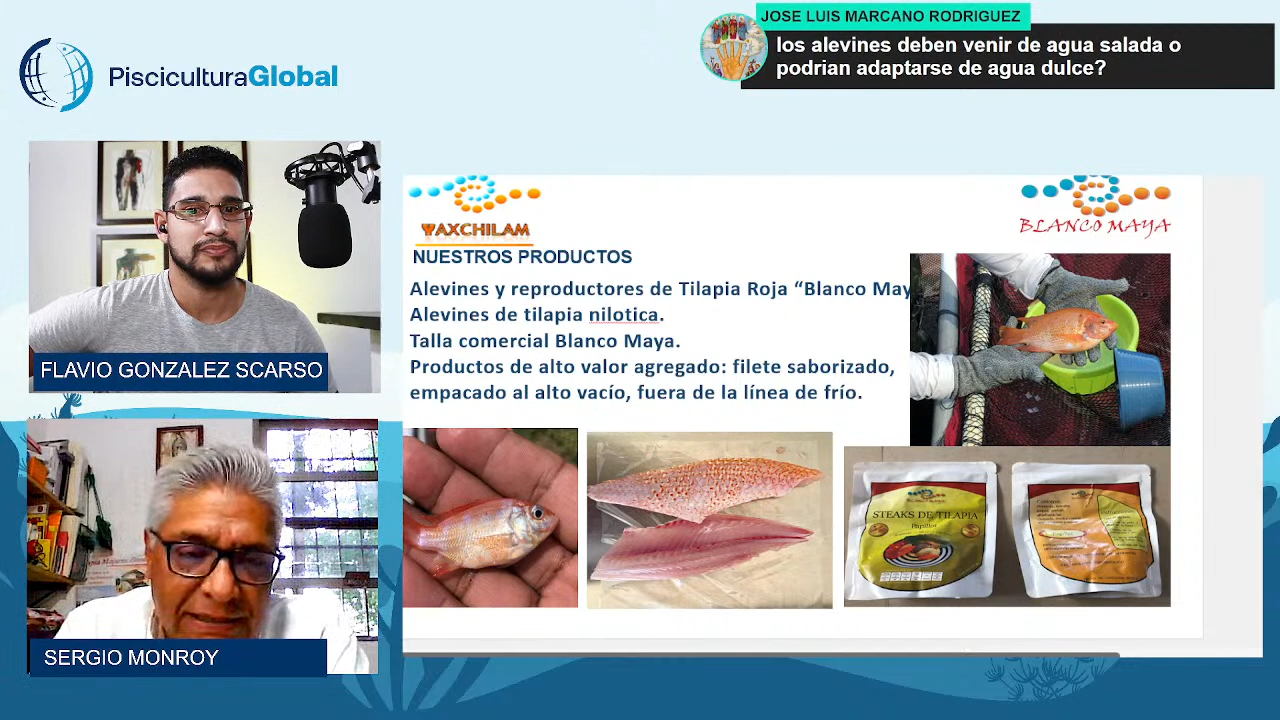 JOSE LUIS MARCANO RODRIGUEZ
los alevines deben venir de agua salada o
podrian adaptarse de agua dulce?
PisciculturaGlobal
FLAVIO GONZALEZ SCARSO
SERGIO MONROY
YAXCHILAM
BLANCO MAYA
NUESTROS PRODUCTOS
Alevines y reproductores de Tilapia Roja “Blanco May
Alevines de tilapia nilotica.
Talla comercial Blanco Maya.
Productos de alto valor agregado: filete saborizado,
empacado al alto vacío, fuera de la línea de frío.
STEAKS DE TILAPIA
Papillot